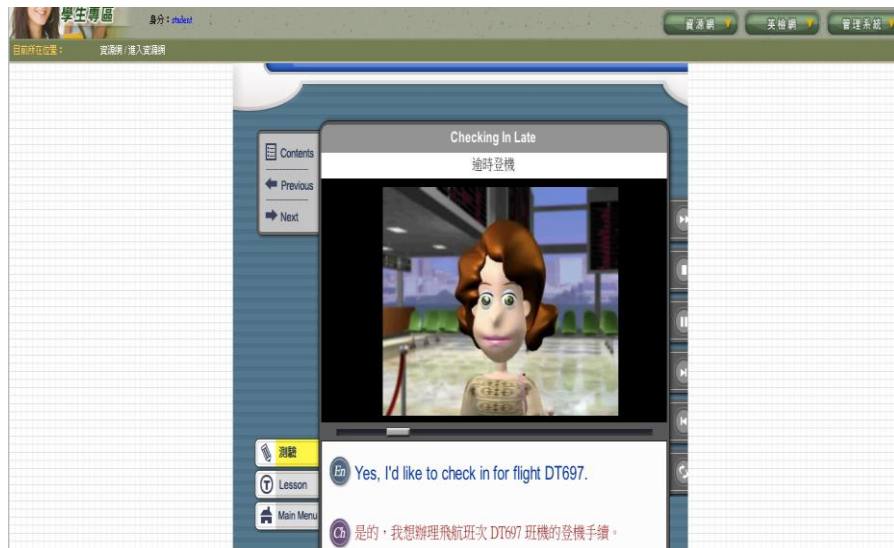 學生專區
身分：student
資源網
英檢網
管理系統
目前所在位置：
資源網 / 進入資源網
Checking In Late
逾時登機
Contents
Previous
Next
測驗
Lesson
Main Menu
En Yes, I'd like to check in for flight DT697.
Ch 是的，我想辦理飛航班次 DT697 班機的登機手續。